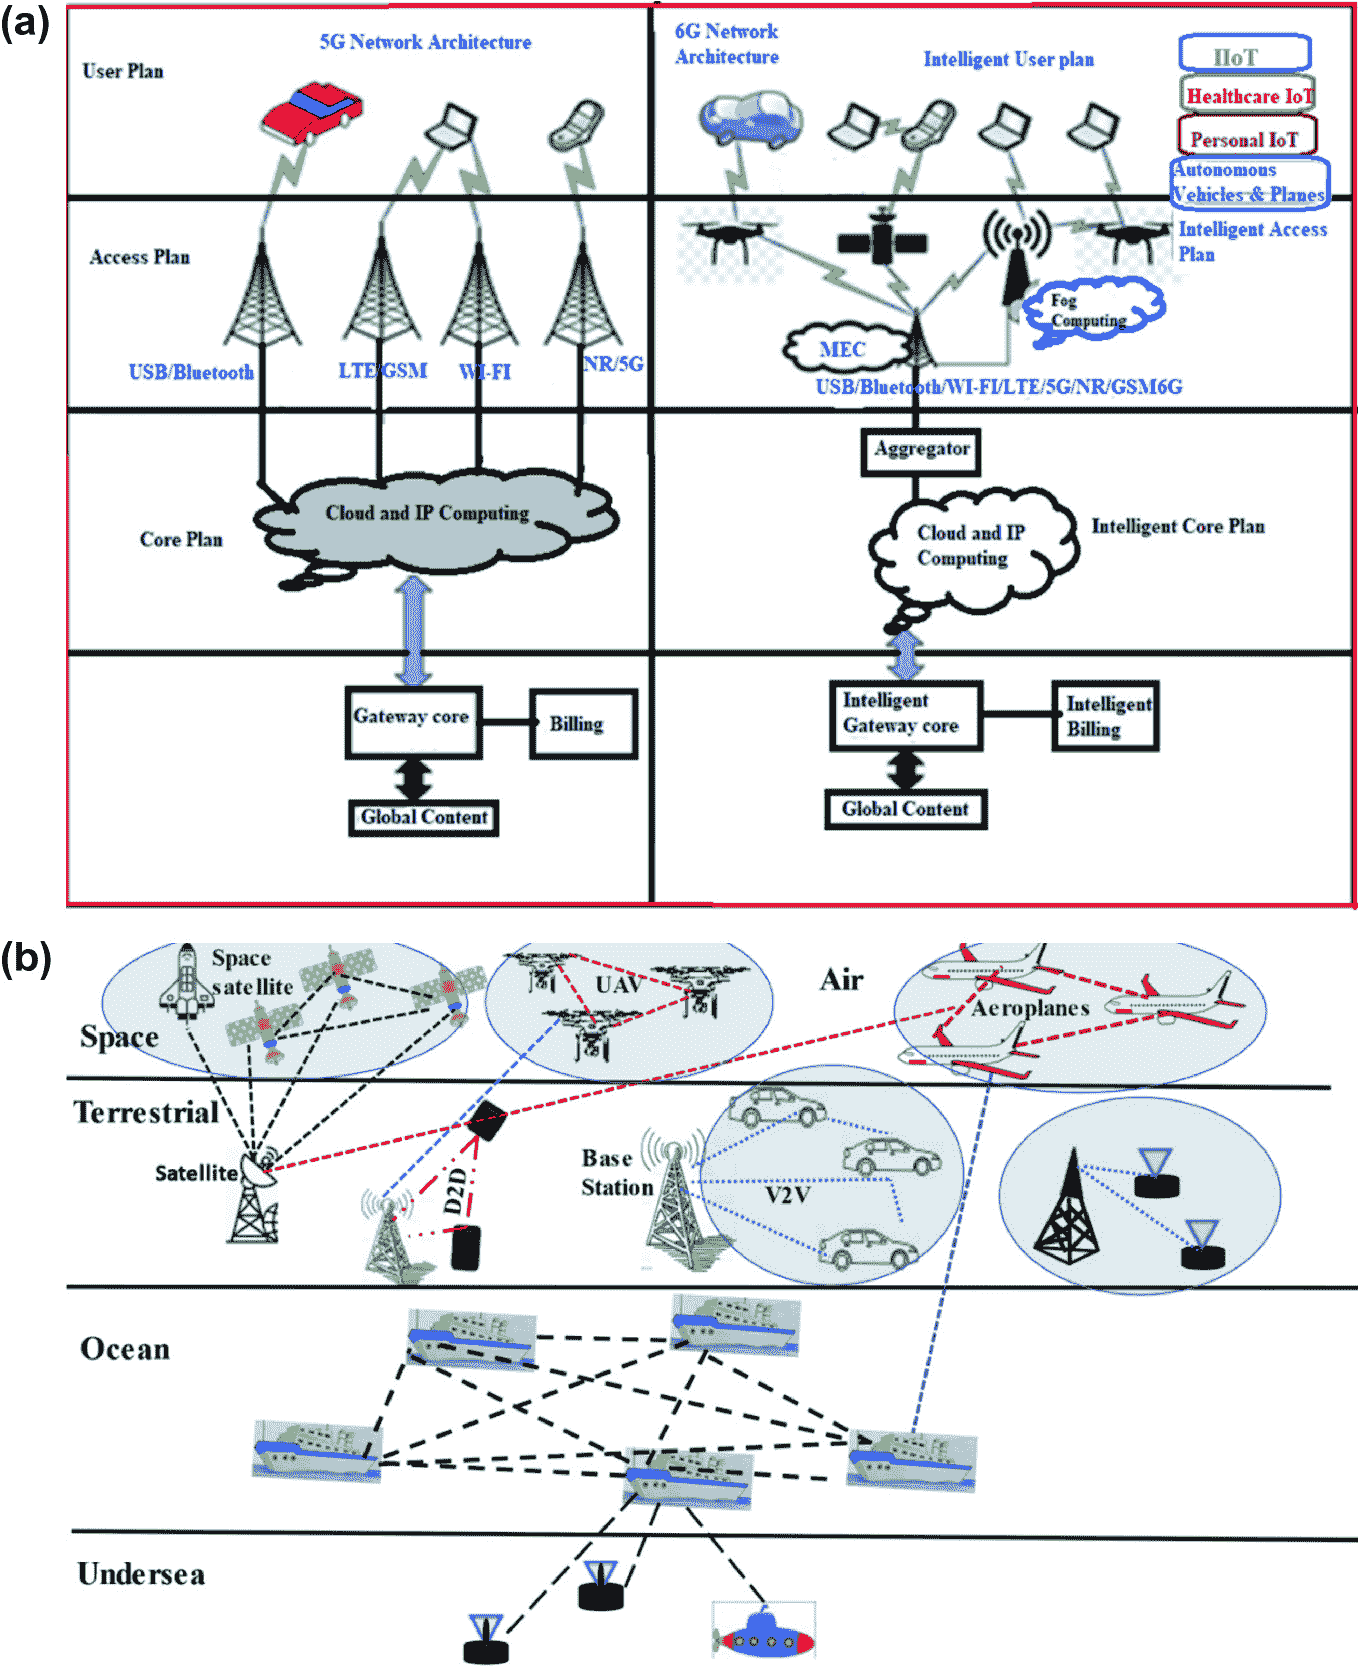 (a)
5G Network Architecture
User Plan
6G Network
Architecture
Intelligent User plan
IIoT
Healthcare IoT
Personal IoT
Autonomous
Vehicles & Planes
Access Plan
Intelligent Access
Plan
Fog
Computing
MEC
USB/Bluetooth
LTE/GSM
WI-FI
NR/5G
USB/Bluetooth/WI-FI/LTE/5G/NR/GSM6G
Aggregator
Cloud and IP Computing
Core Plan
Cloud and IP
Computing
Intelligent Core Plan
Gateway core
Billing
Intelligent
Gateway core
Intelligent
Billing
Global Content
Global Content
(b)
Space
satellite
UAV
Air
Aeroplanes
Space
Terrestrial
Satellite
D2D
Base
Station
V2V
Ocean
Undersea